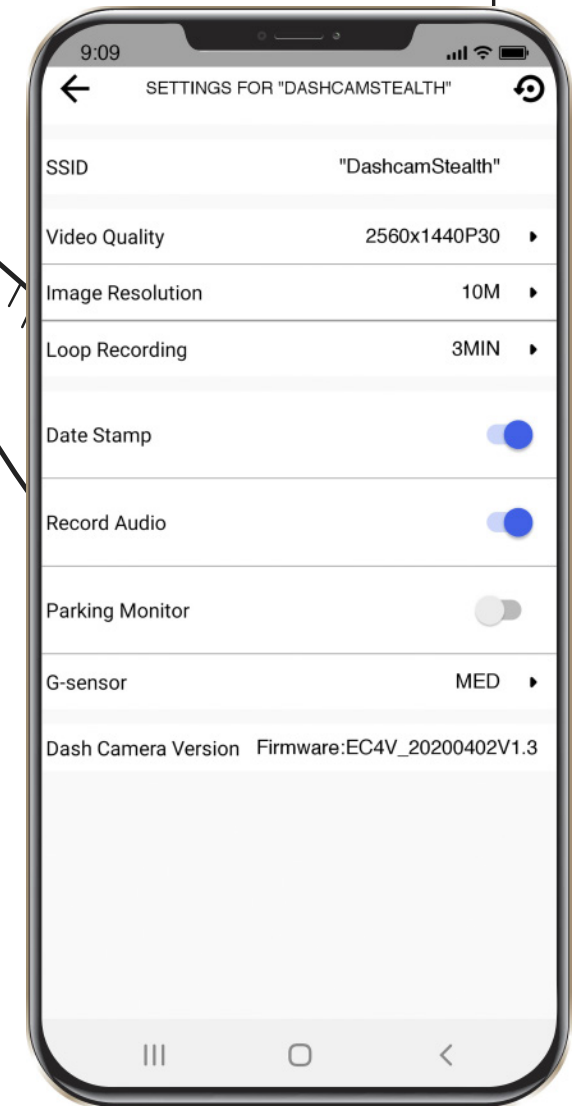 9:09
SETTINGS FOR "DASHCAMSTEALTH"
SSID "DashcamStealth"
Video Quality 2560x1440P30
Image Resolution 10M
Loop Recording 3MIN
Date Stamp
Record Audio
Parking Monitor
G-sensor MED
Dash Camera Version Firmware:EC4V_20200402V1.3